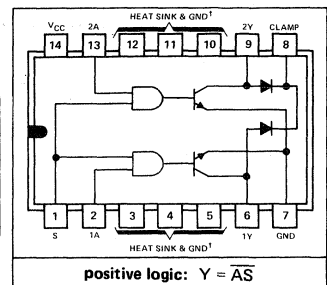 HEAT SINK & GND†
VCC 2A 2Y CLAMP
14 13 12 11 10 9 8
1 2 3 4 5 6 7
S 1A 1Y GND
HEAT SINK & GND†
positive logic: Y = A̅S̅